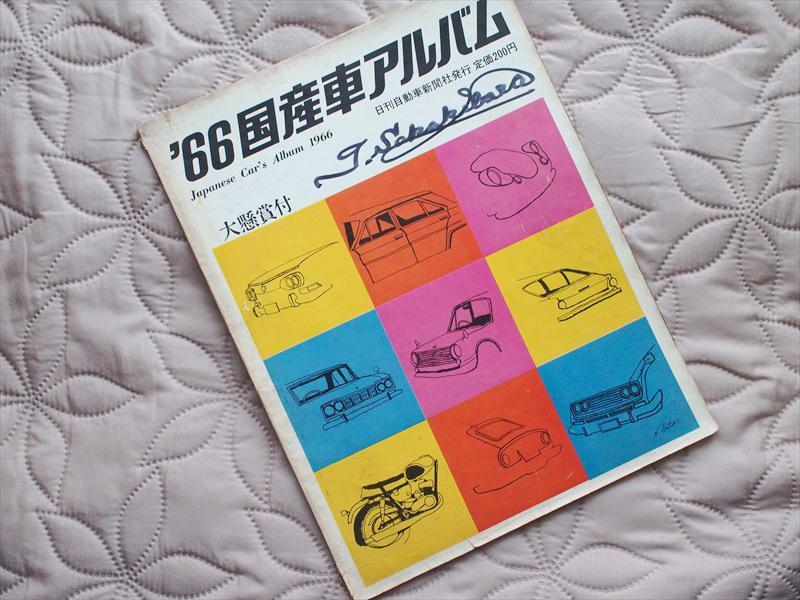 '66国産車アルバム
Japanese Car's Album 1966
日刊自動車新聞社発行 定価200円
T. Sakakibara
大懸賞付